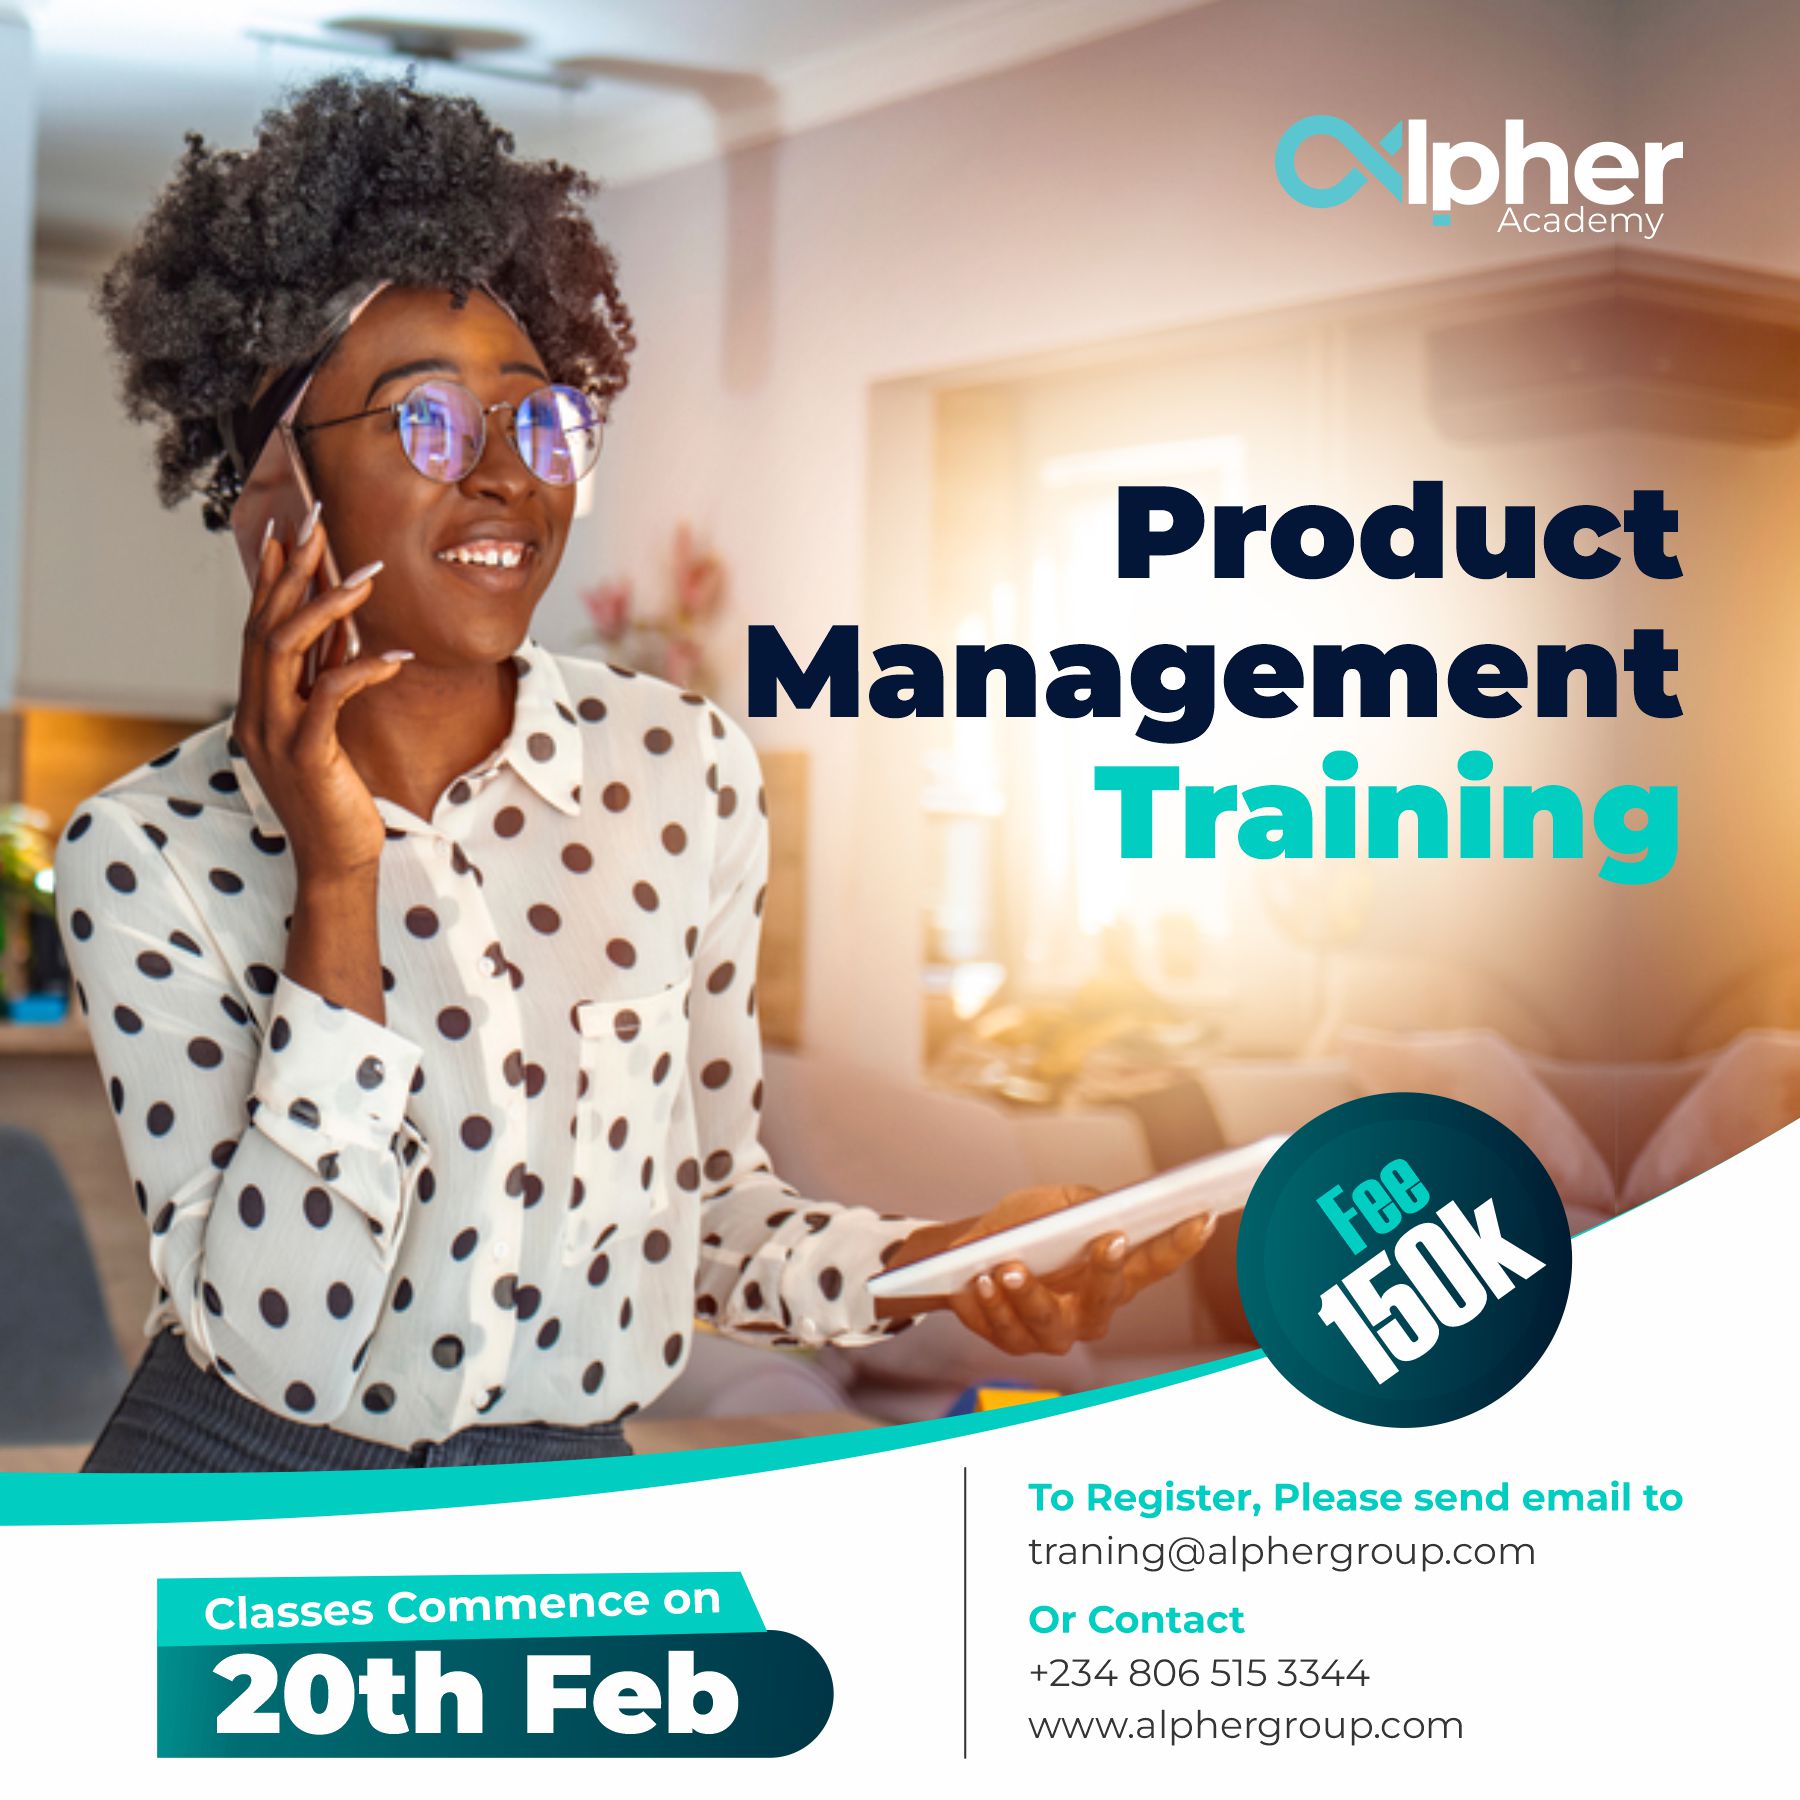 Alpher
Academy
Product
Management
Training
Fee
150k
To Register, Please send email to
traning@alphergroup.com
Or Contact
+234 806 515 3344
www.alphergroup.com
Classes Commence on
20th Feb